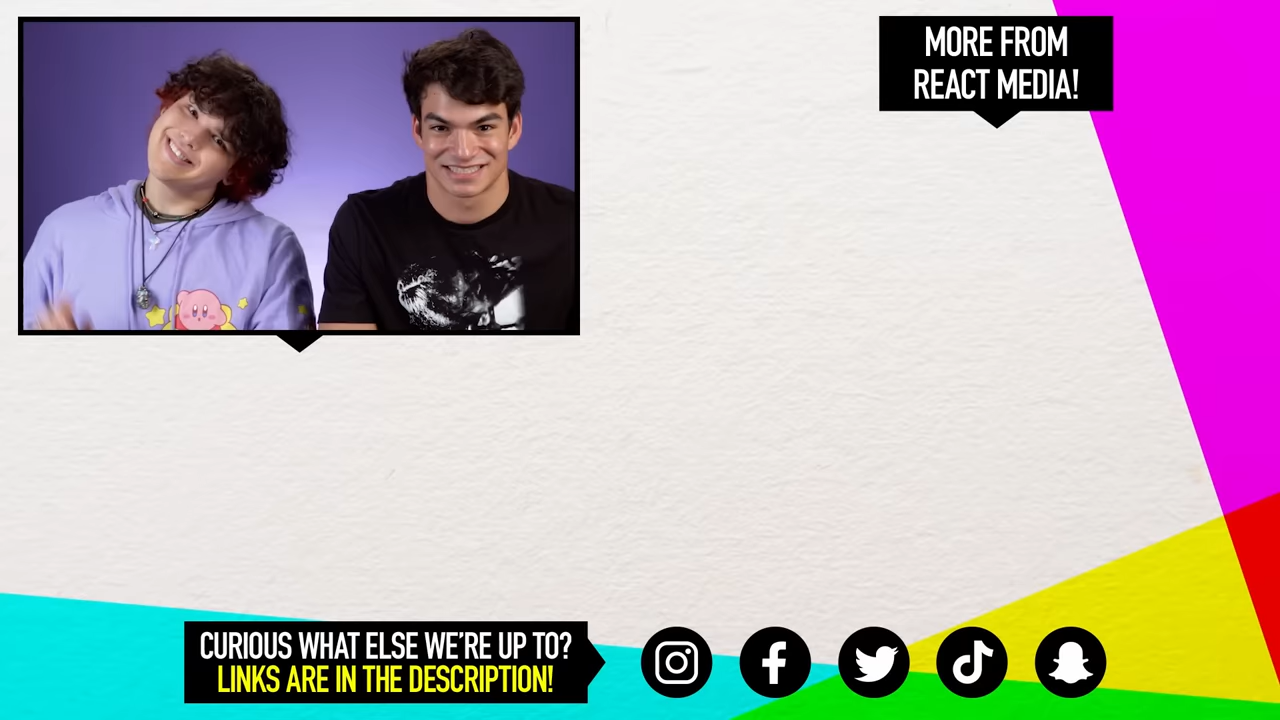 MORE FROM
REACT MEDIA!
CURIOUS WHAT ELSE WE'RE UP TO?
LINKS ARE IN THE DESCRIPTION!